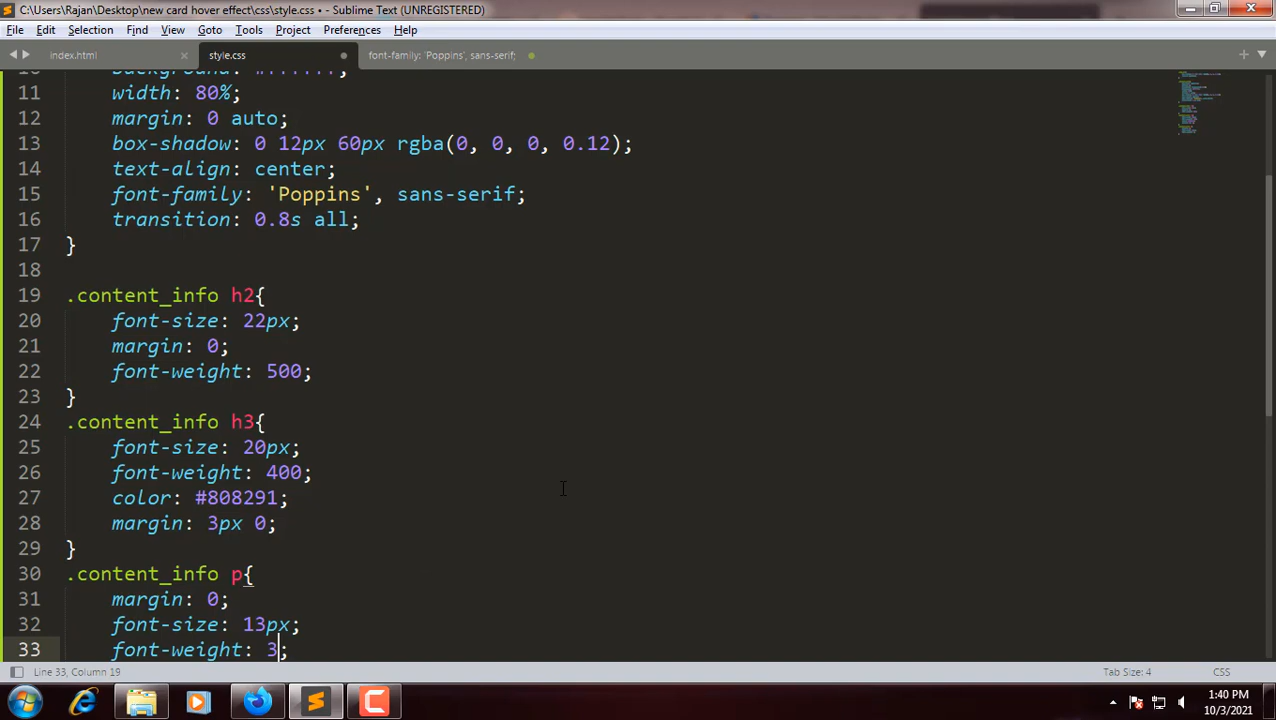 C:\Users\Rajan\Desktop\new card hover effect\css\style.css • - Sublime Text (UNREGISTERED)
File Edit Selection Find View Goto Tools Project Preferences Help
index.html style.css font-family: 'Poppins', sans-serif;
11 width: 80%;
12 margin: 0 auto;
13 box-shadow: 0 12px 60px rgba(0, 0, 0, 0.12);
14 text-align: center;
15 font-family: 'Poppins', sans-serif;
16 transition: 0.8s all;
17 }
18
19 .content_info h2{
20 font-size: 22px;
21 margin: 0;
22 font-weight: 500;
23 }
24 .content_info h3{
25 font-size: 20px;
26 font-weight: 400;
27 color: #808291;
28 margin: 3px 0;
29 }
30 .content_info p{
31 margin: 0;
32 font-size: 13px;
33 font-weight: 3;
Line 33, Column 19 Tab Size: 4 CSS
1:40 PM
10/3/2021